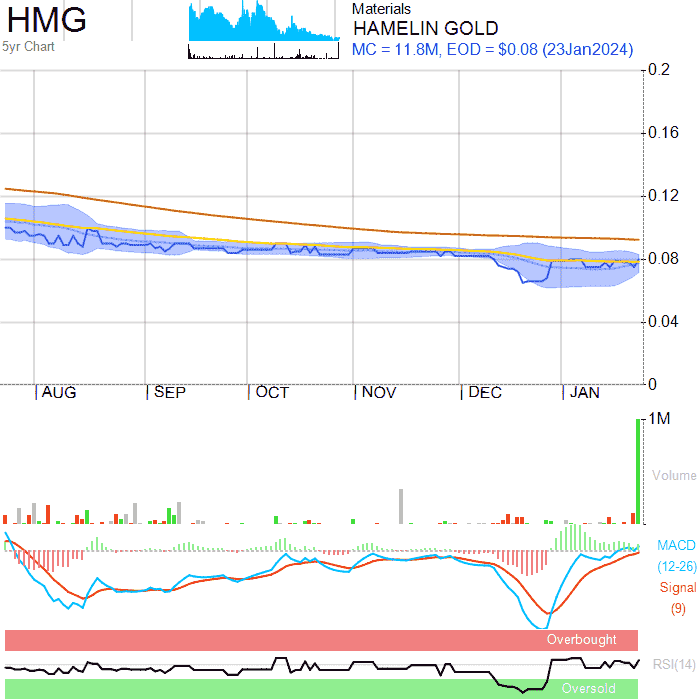 HMG
5yr Chart
Materials
HAMELIN GOLD
MC = 11.8M, EOD = $0.08 (23Jan2024)
0.2
0.16
0.12
0.08
0.04
0
AUG SEP OCT NOV DEC JAN
1M
Volume
MACD
(12-26)
Signal
(9)
Overbought
RSI(14)
Oversold